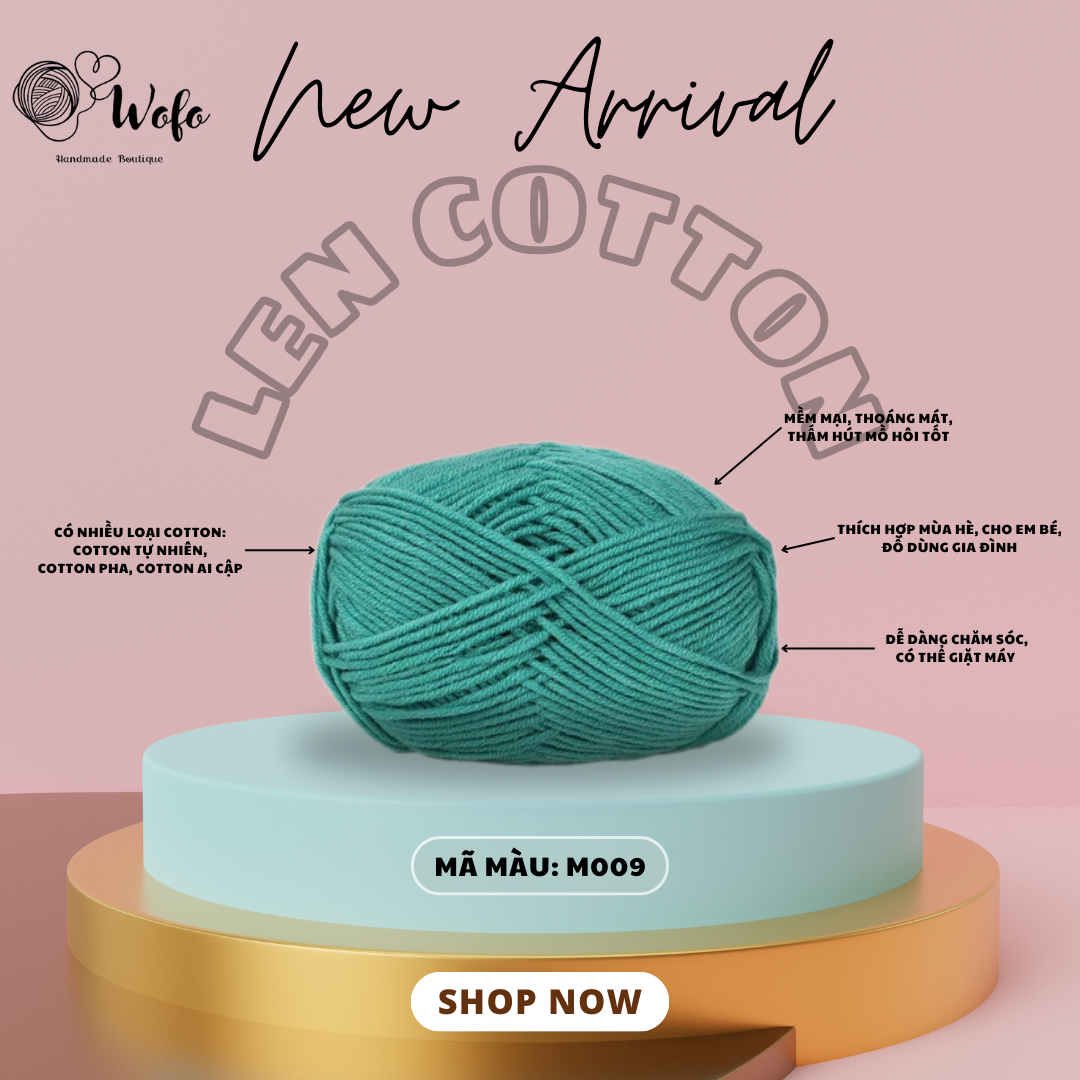 Wofo
Handmade Boutique
New Arrival
LEN COTTON
MỀM MẠI, THOÁNG MÁT,
THẤM HÚT MỒ HÔI TỐT
CÓ NHIỀU LOẠI COTTON:
COTTON TỰ NHIÊN,
COTTON PHA, COTTON AI CẬP
THÍCH HỢP MÙA HÈ, CHO EM BÉ,
ĐỒ DÙNG GIA ĐÌNH
DỄ DÀNG CHĂM SÓC,
CÓ THỂ GIẶT MÁY
MÃ MÀU: M009
SHOP NOW